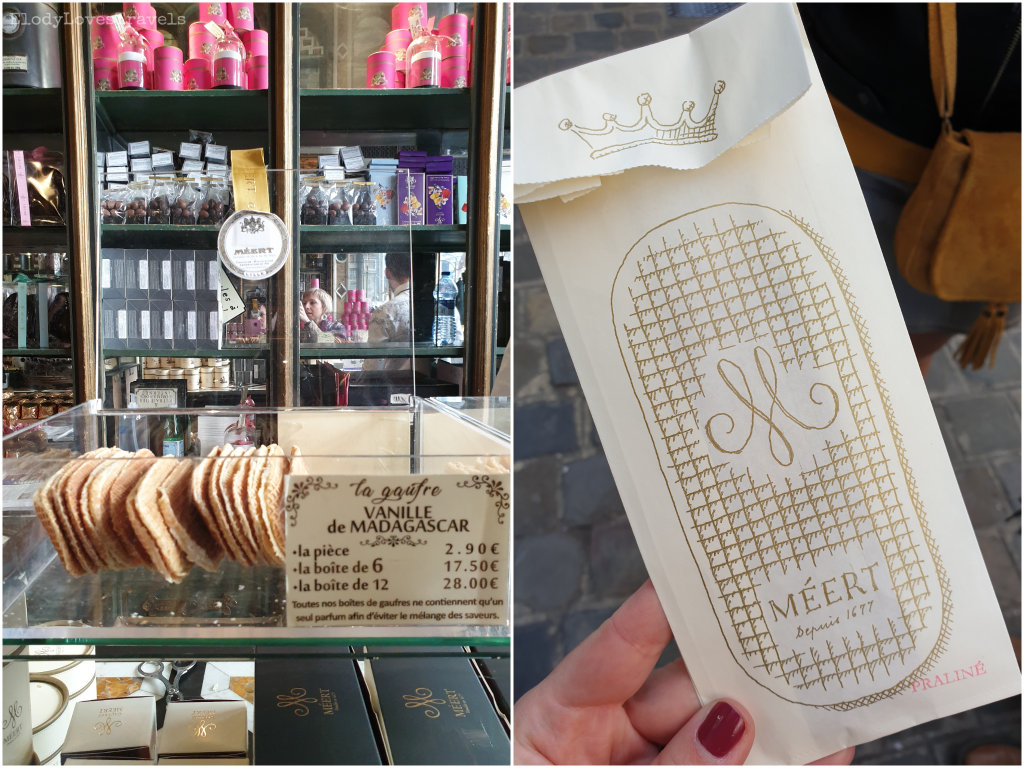 ElodyLovesTravels
MÉERT
LILLE
la gaufre
VANILLE
de MADAGASCAR
•la pièce 2.90€
•la boîte de 6 17.50€
•la boîte de 12 28.00€
Toutes nos boîtes de gaufres ne contiennent qu'un
seul parfum afin d'éviter le mélange des saveurs.
MÉERT
MÉERT
MÉERT
Depuis 1677
PRALINÉ